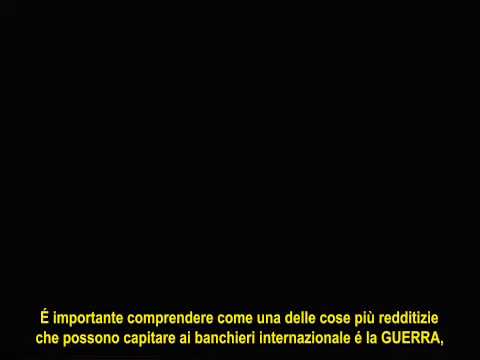 É importante comprendere come una delle cose più redditizie
che possono capitare ai banchieri internazionale é la GUERRA,